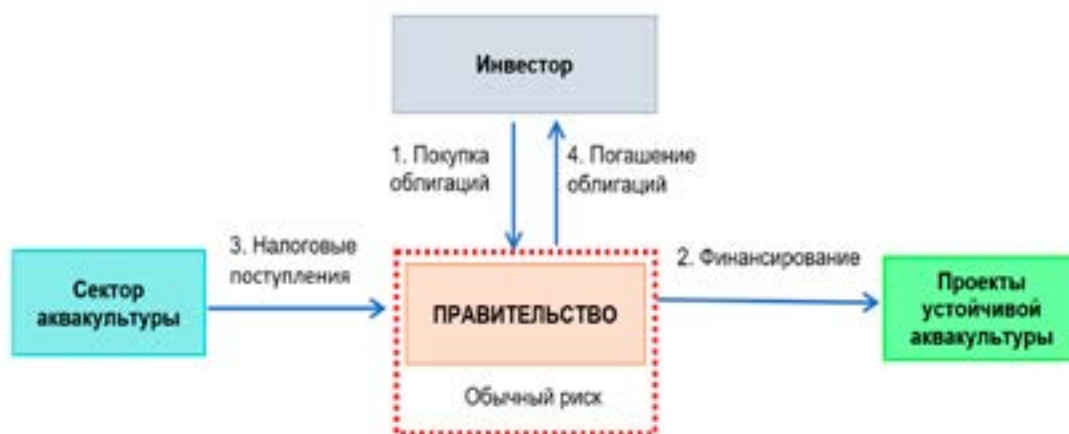 Инвестор
1. Покупка
облигаций
4. Погашение
облигаций
3. Налоговые
поступления
2. Финансирование
Сектор
аквакультуры
ПРАВИТЕЛЬСТВО
Проекты
устойчивой
аквакультуры
Обычный риск